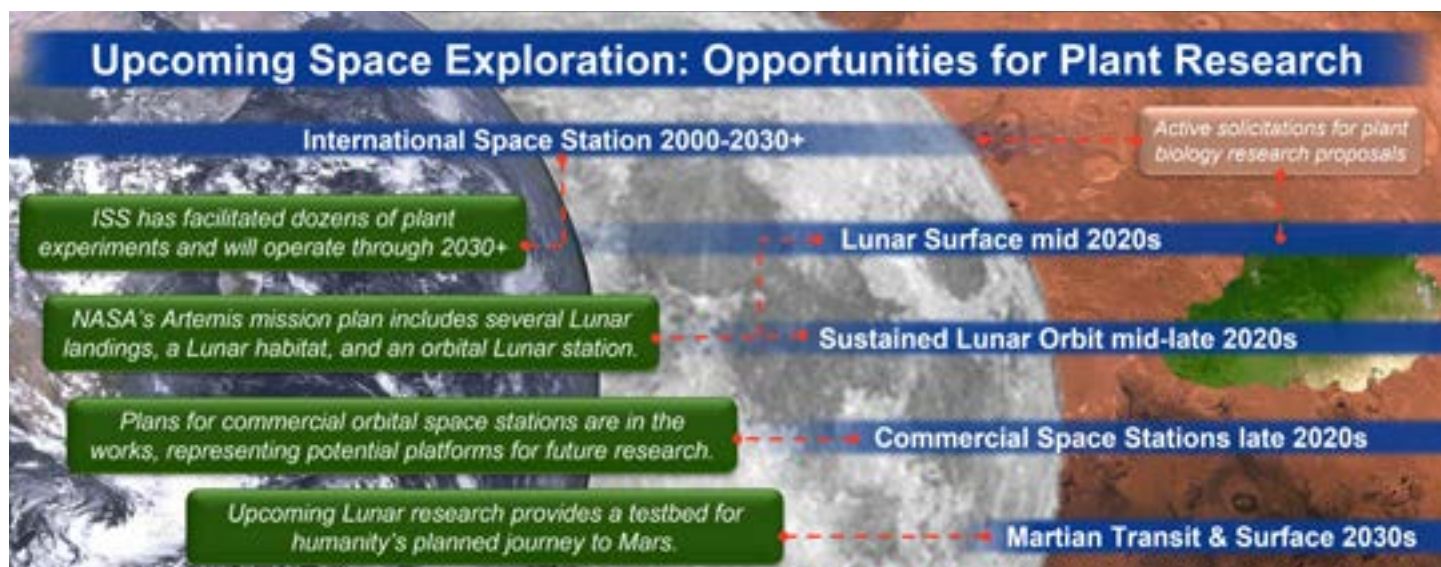 Upcoming Space Exploration: Opportunities for Plant Research
International Space Station 2000-2030+
Active solicitations for plant
biology research proposals
ISS has facilitated dozens of plant
experiments and will operate through 2030+
Lunar Surface mid 2020s
NASA's Artemis mission plan includes several Lunar
landings, a Lunar habitat, and an orbital Lunar station.
Sustained Lunar Orbit mid-late 2020s
Plans for commercial orbital space stations are in the
works, representing potential platforms for future research.
Commercial Space Stations late 2020s
Upcoming Lunar research provides a testbed for
humanity's planned journey to Mars.
Martian Transit & Surface 2030s